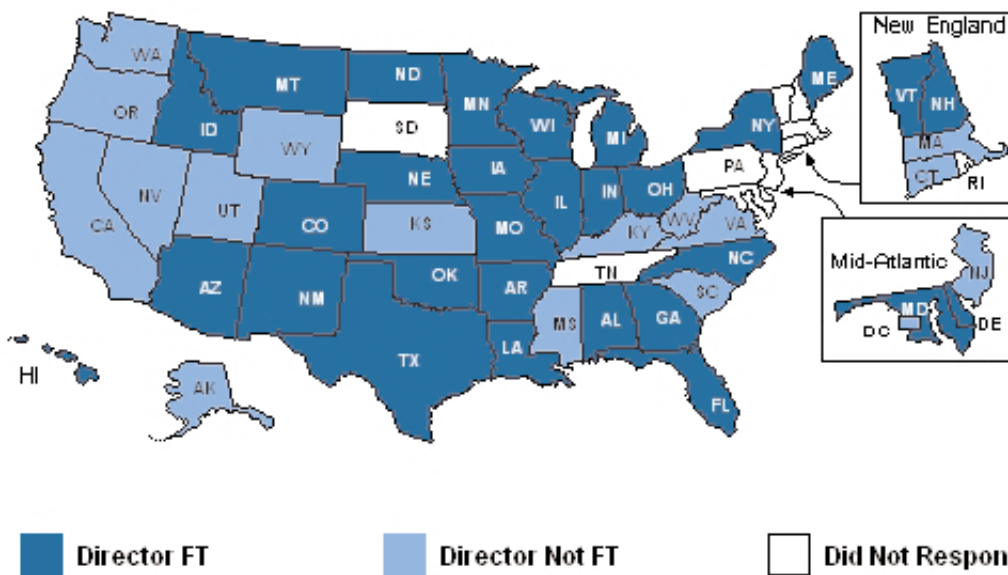 New England
WA
MT
ND
ME
MN
VT
NH
OR
ID
SD
WI
NY
MI
MA
WY
CT
RI
IA
PA
NE
NV
IL
IN
OH
UT
CA
CO
KS
MO
WV
VA
KY
Mid-Atlantic
NJ
NC
TN
OK
AZ
NM
AR
SC
MD
MS
AL
GA
DC
DE
LA
TX
HI
AK
FL
Director FT
Director Not FT
Did Not Respon